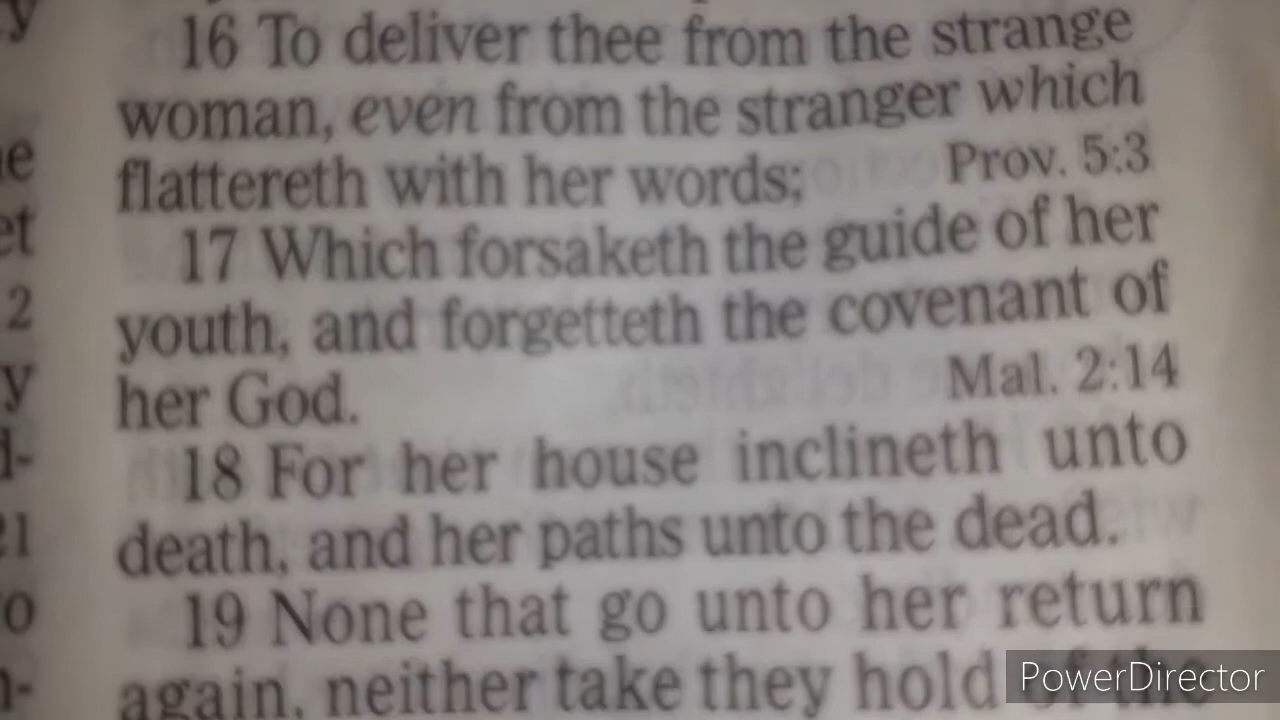 16 To deliver thee from the strange
woman, even from the stranger which
flattereth with her words; Prov. 5:3
17 Which forsaketh the guide of her
youth, and forgetteth the covenant of
her God. Mal. 2:14
18 For her house inclineth unto
death, and her paths unto the dead.
19 None that go unto her return
again, neither take they hold of the
PowerDirector